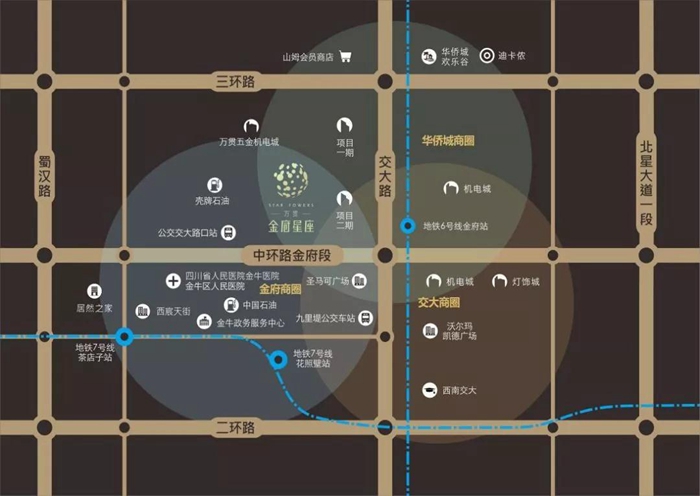 山姆会员商店
华侨城
欢乐谷
迪卡侬
三环路
万贯五金机电城
项目
一期
华侨城商圈
蜀汉路
交大路
北星大道一段
壳牌石油
STAR TOWERS
万贯
金府星座
项目
二期
机电城
公交交大路口站
地铁6号线金府站
中环路金府段
四川省人民医院金牛医院
金牛区人民医院
金府商圈
圣马可广场
机电城
灯饰城
居然之家
西宸天街
中国石油
交大商圈
金牛政务服务中心
九里堤公交车站
沃尔玛
凯德广场
地铁7号线
茶店子站
地铁7号线
花照壁站
西南交大
二环路